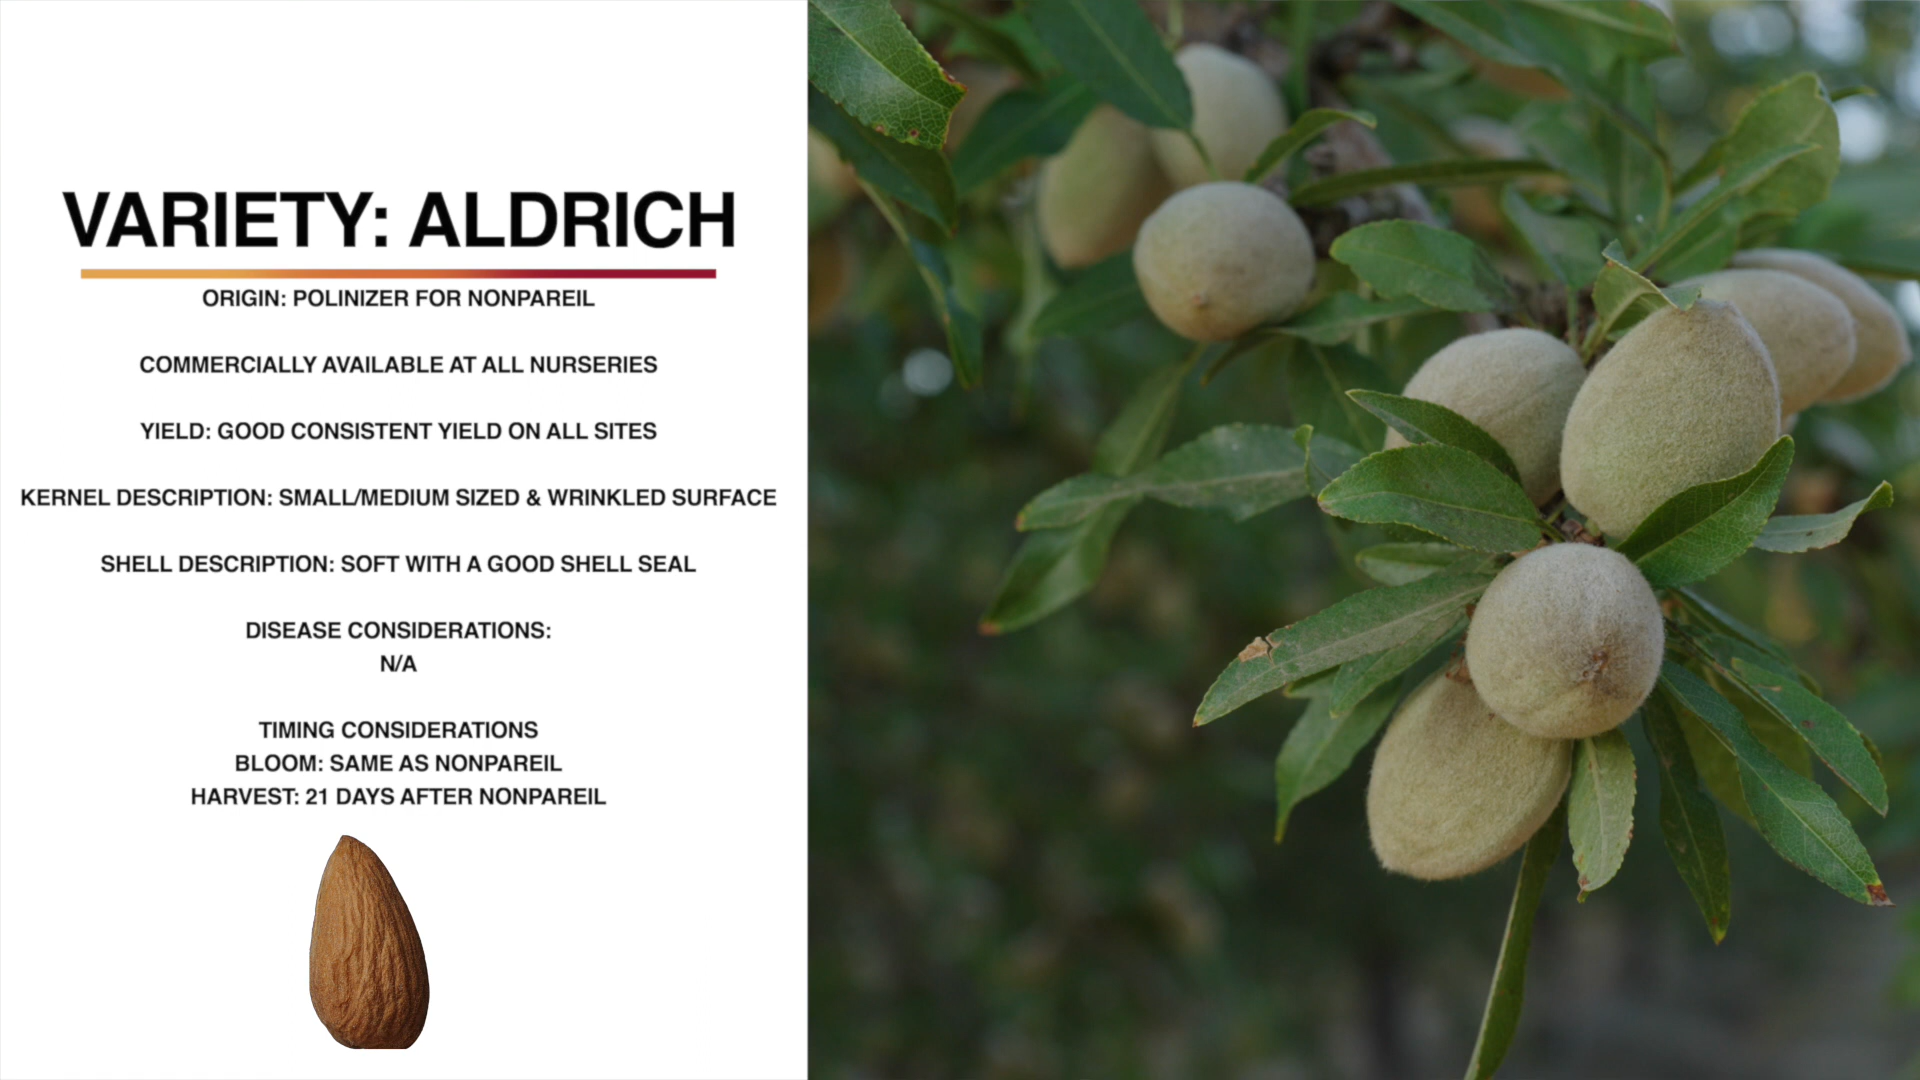 VARIETY: ALDRICH
ORIGIN: POLINIZER FOR NONPAREIL
COMMERCIALLY AVAILABLE AT ALL NURSERIES
YIELD: GOOD CONSISTENT YIELD ON ALL SITES
KERNEL DESCRIPTION: SMALL/MEDIUM SIZED & WRINKLED SURFACE
SHELL DESCRIPTION: SOFT WITH A GOOD SHELL SEAL
DISEASE CONSIDERATIONS:
N/A
TIMING CONSIDERATIONS
BLOOM: SAME AS NONPAREIL
HARVEST: 21 DAYS AFTER NONPAREIL